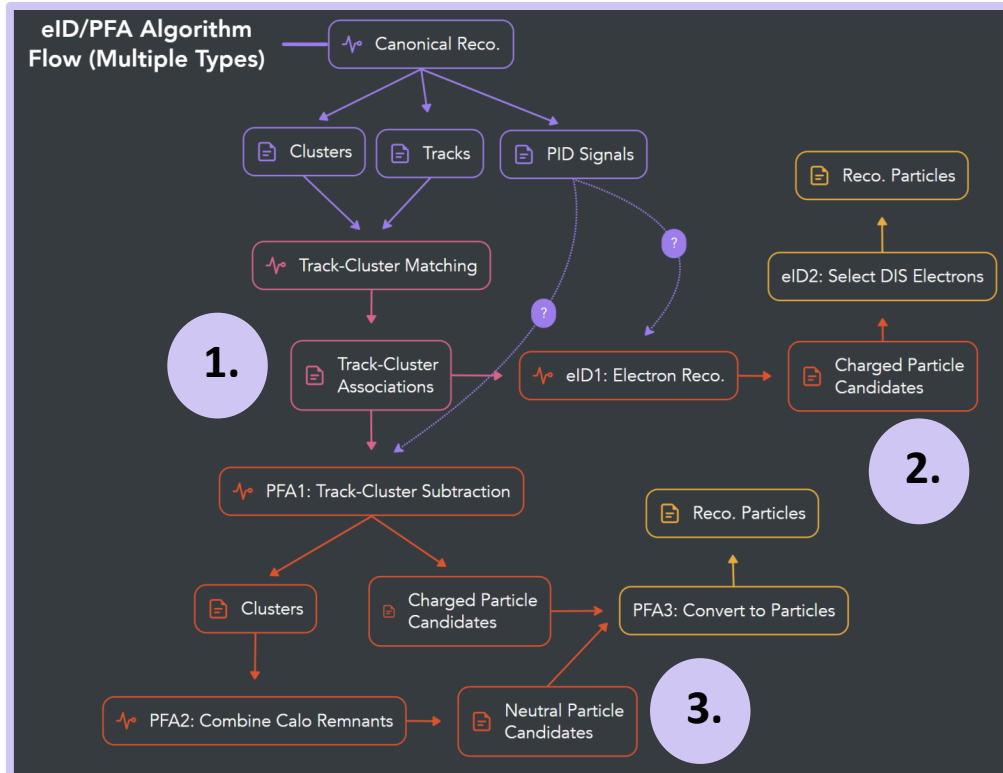 eID/PFA Algorithm
Flow (Multiple Types)
Canonical Reco.
Clusters
Tracks
PID Signals
Reco. Particles
?
Track-Cluster Matching
eID2: Select DIS Electrons
?
1.
Track-Cluster
Associations
eID1: Electron Reco.
Charged Particle
Candidates
2.
PFA1: Track-Cluster Subtraction
Reco. Particles
Clusters
Charged Particle
Candidates
PFA3: Convert to Particles
PFA2: Combine Calo Remnants
Neutral Particle
Candidates
3.